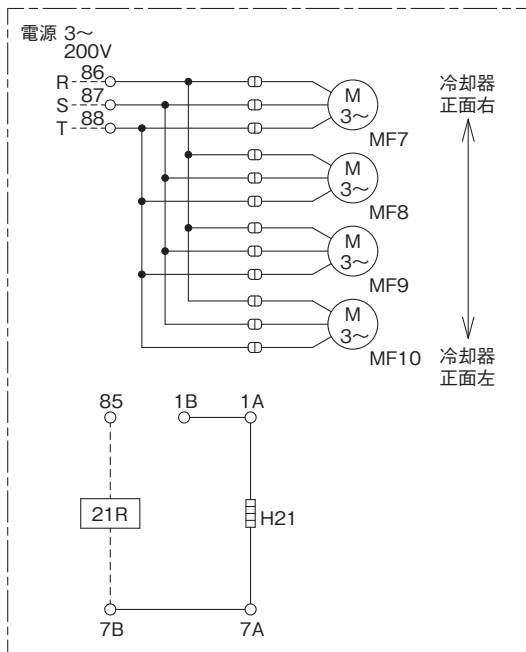 電源 3～
200V
R 86
S 87
T 88
M
3～
MF7
M
3～
MF8
M
3～
MF9
M
3～
MF10
冷却器
正面右
冷却器
正面左
85
1B
1A
21R
H21
7B
7A